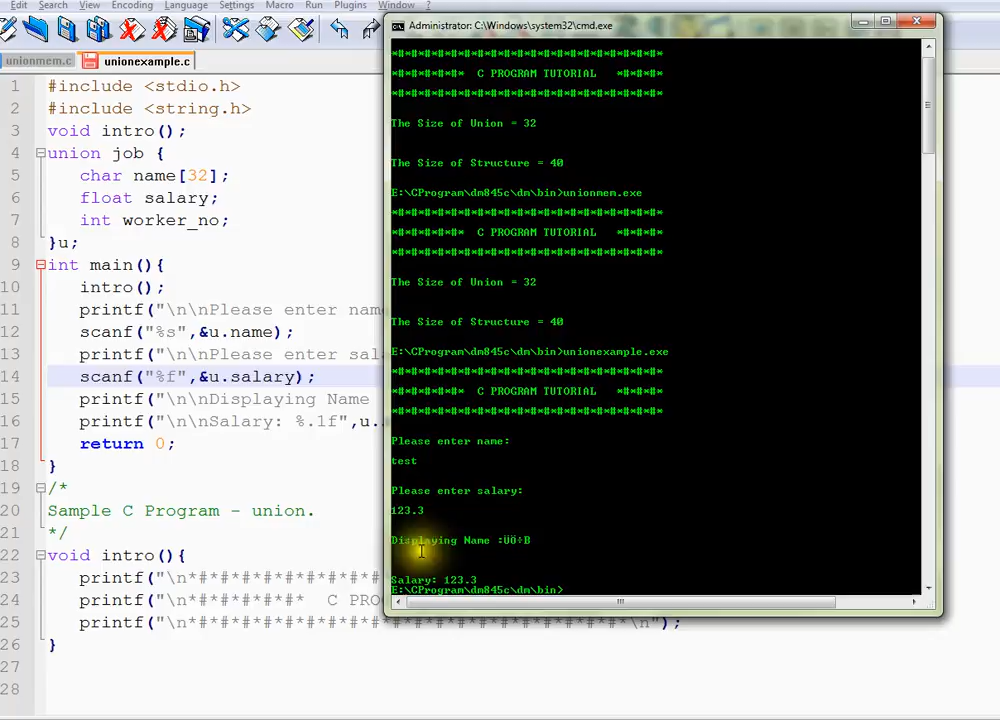 Edit Search View Encoding Language Settings Macro Run Plugins Window ?
unionmem.c unionexample.c
1 #include <stdio.h>
2 #include <string.h>
3 void intro();
4 union job {
5 char name[32];
6 float salary;
7 int worker_no;
8 }u;
9 int main(){
10 intro();
11 printf("\n\nPlease enter name
12 scanf("%s",&u.name);
13 printf("\n\nPlease enter sal
14 scanf("%f",&u.salary);
15 printf("\n\nDisplaying Name
16 printf("\n\nSalary: %.1f",u.
17 return 0;
18 }
19 /*
20 Sample C Program - union.
21 */
22 void intro(){
23 printf("\n*#*#*#*#*#*#*#*#
24 printf("\n*#*#*#*#* C PRO
25 printf("\n*#*#*#*#*#*#*#*#*#*#*#*#*#*#*#*#*#*\n");
26 }
27
28
Administrator: C:\Windows\system32\cmd.exe
*#*#*#*#*#*#*#*#*#*#*#*#*#*#*#*#*#*
*#*#*#*#* C PROGRAM TUTORIAL *#*#*#*
*#*#*#*#*#*#*#*#*#*#*#*#*#*#*#*#*#*
The Size of Union = 32
The Size of Structure = 40
E:\CProgram\dm845c\dm\bin>unionmem.exe
*#*#*#*#*#*#*#*#*#*#*#*#*#*#*#*#*#*
*#*#*#*#* C PROGRAM TUTORIAL *#*#*#*
*#*#*#*#*#*#*#*#*#*#*#*#*#*#*#*#*#*
The Size of Union = 32
The Size of Structure = 40
E:\CProgram\dm845c\dm\bin>unionexample.exe
*#*#*#*#*#*#*#*#*#*#*#*#*#*#*#*#*#*
*#*#*#*#* C PROGRAM TUTORIAL *#*#*#*
*#*#*#*#*#*#*#*#*#*#*#*#*#*#*#*#*#*
Please enter name:
test
Please enter salary:
123.3
Displaying Name :ÜÖ÷B
Salary: 123.3
E:\CProgram\dm845c\dm\bin>